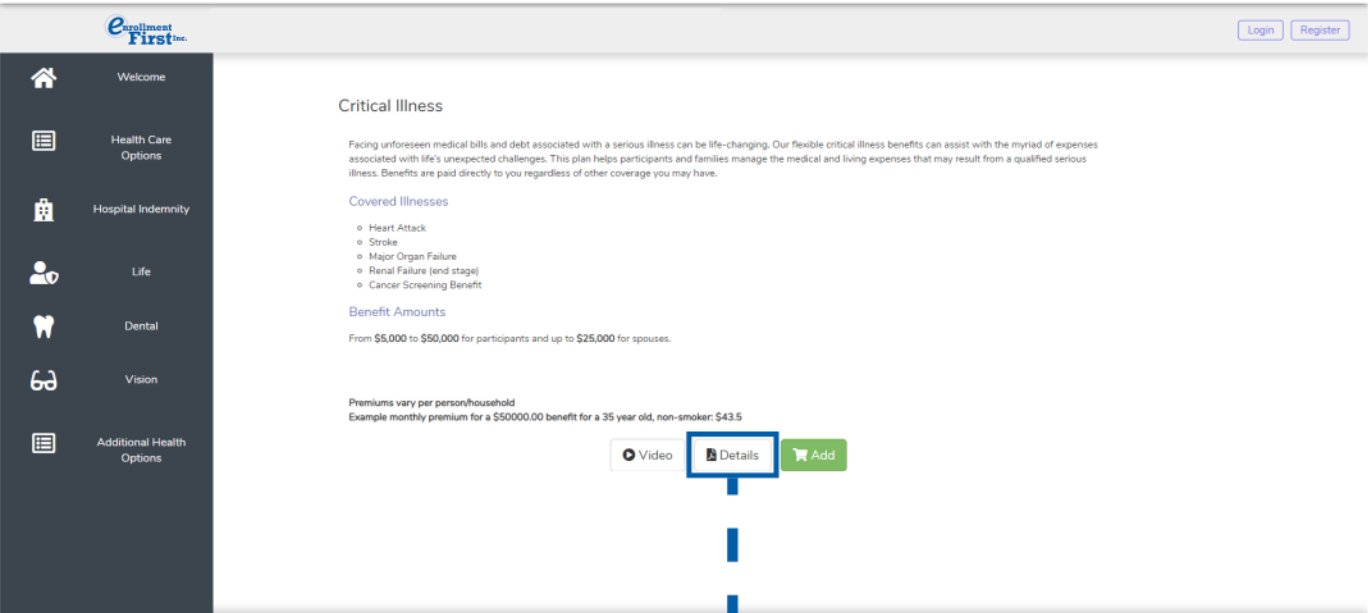 Enrollment
First Inc.
Login
Register
Welcome
Health Care
Options
Hospital Indemnity
Life
Dental
Vision
Additional Health
Options
Critical Illness
Facing unforeseen medical bills and debt associated with a serious illness can be life-changing. Our flexible critical illness benefits can assist with the myriad of expenses
associated with life's unexpected challenges. This plan helps participants and families manage the medical and living expenses that may result from a qualified serious
illness. Benefits are paid directly to you regardless of other coverage you may have.
Covered Illnesses
Heart Attack
Stroke
Major Organ Failure
Renal Failure (end stage)
Cancer Screening Benefit
Benefit Amounts
From $5,000 to $50,000 for participants and up to $25,000 for spouses.
Premiums vary per person/household
Example monthly premium for a $50000.00 benefit for a 35 year old, non-smoker: $43.5
Video
Details
Add